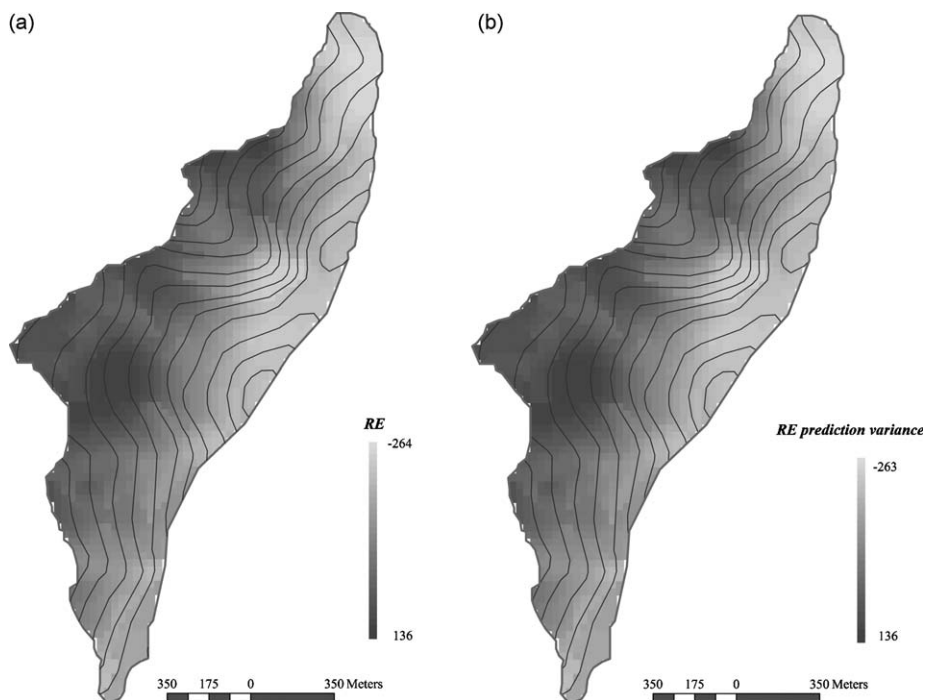 (a)
(b)
RE
-264
136
RE prediction variance
-263
136
350 175 0 350 Meters
350 175 0 350 Meters